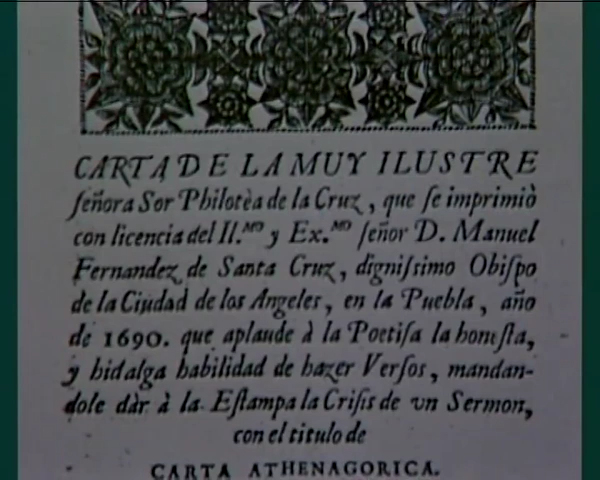 CARTA DE LA MUY ILUSTRE
ſeñora Sor Philotèa de la Cruz, que ſe imprimiò
con licencia del Il.ᴹᴼ y Ex.ᴹᴼ ſeñor D. Manuel
Fernandez de Santa Cruz, digniſsimo Obiſpo
de la Ciudad de los Angeles, en la Puebla, año
de 1690. que aplaude à la Poetiſa la honeſta,
y hidalga habilidad de hazer Verſos, mandan-
dole dàr à la Eſtampa la Criſis de vn Sermon,
con el titulo de
CARTA ATHENAGORICA.